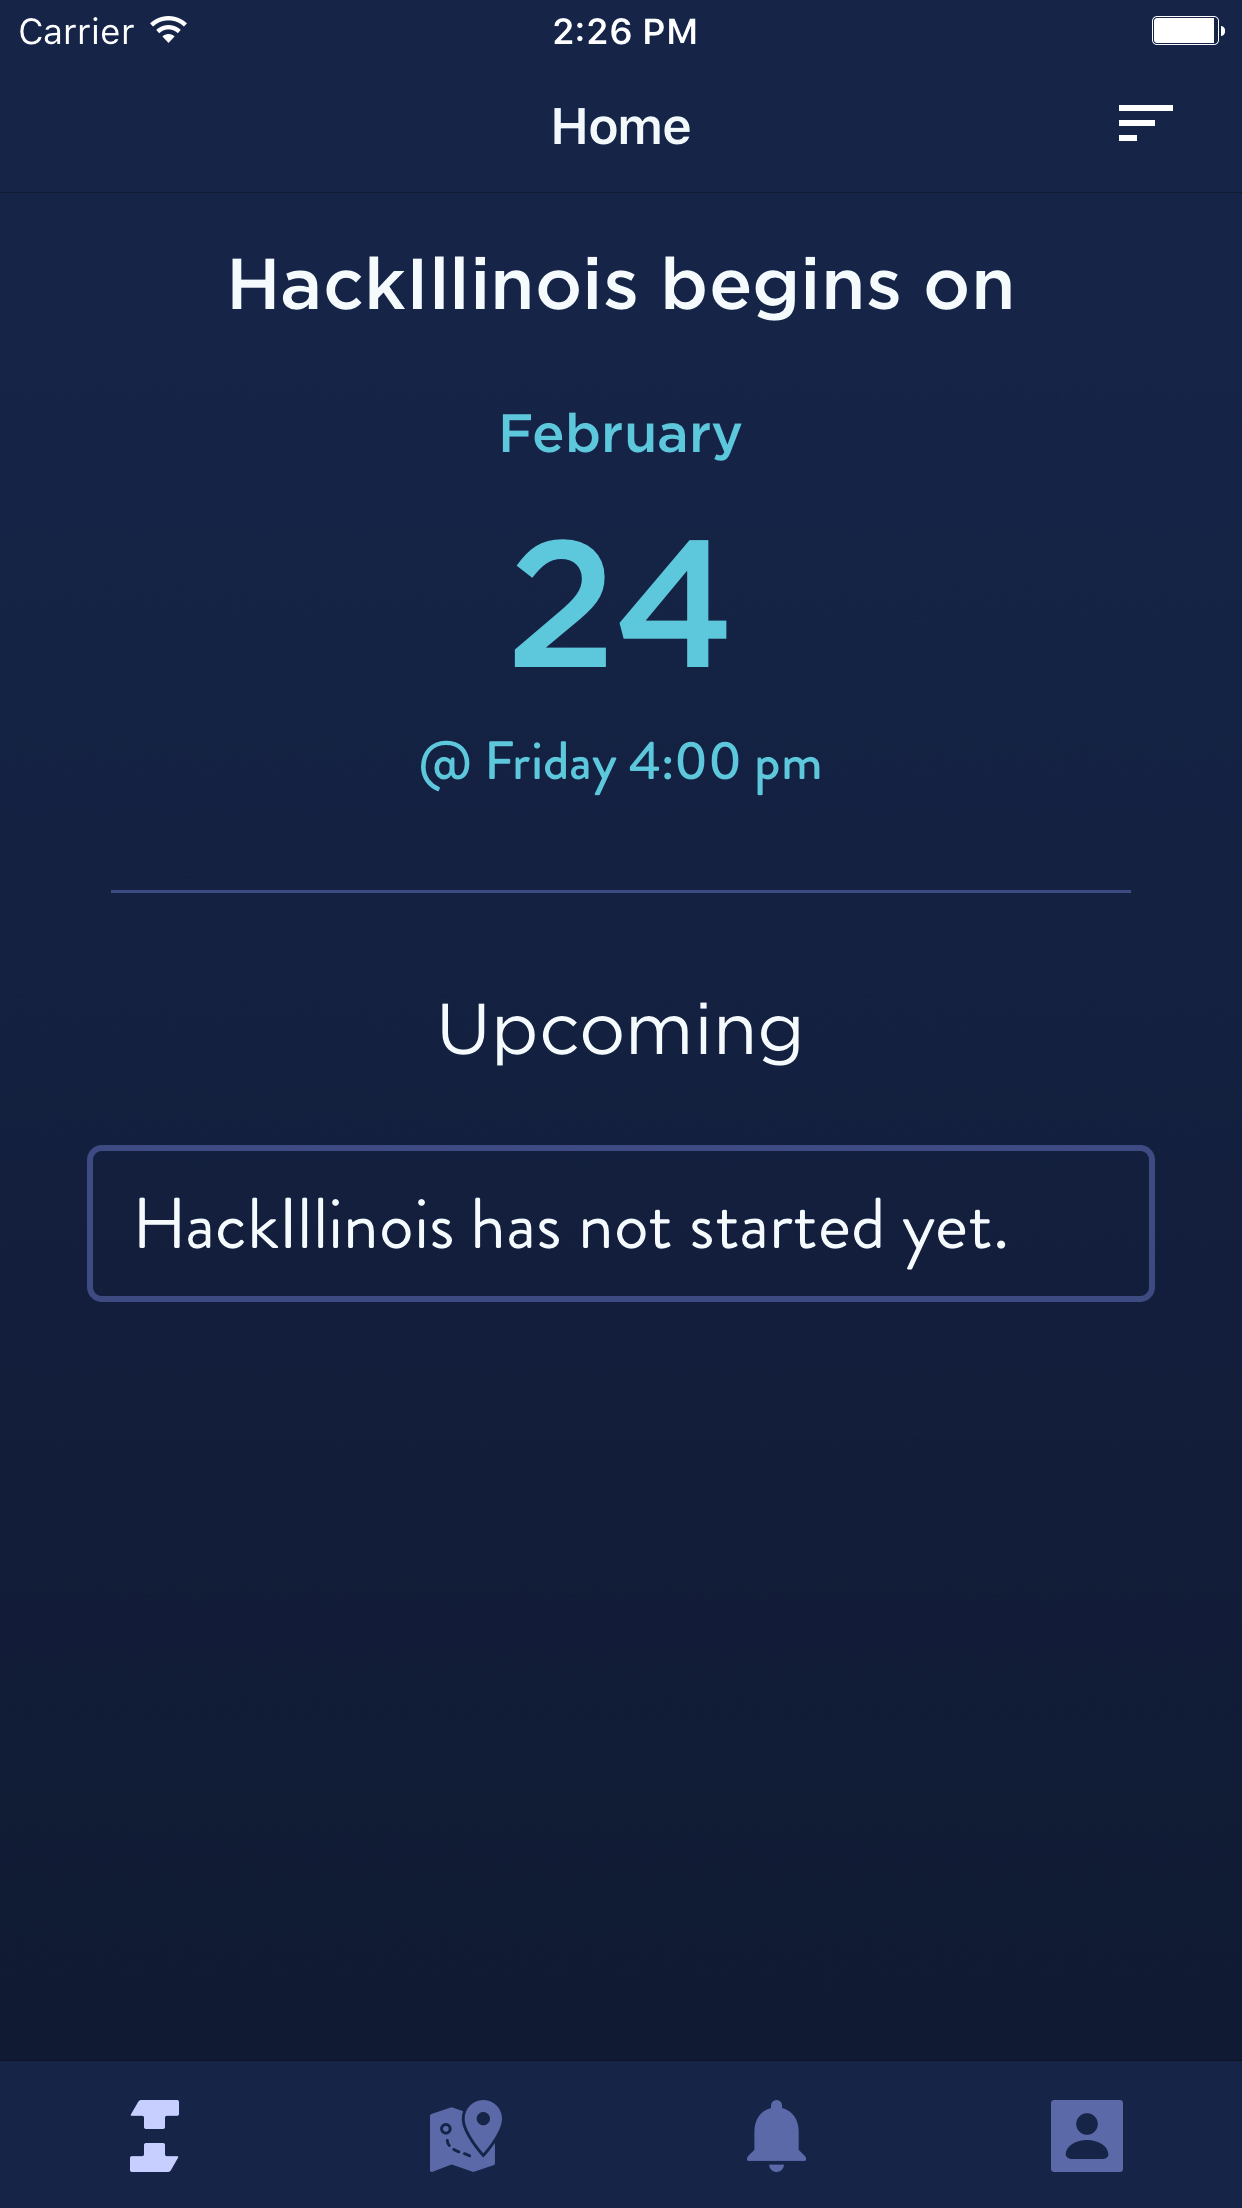 Carrier 2:26 PM
Home
HackIllinois begins on
February
24
@ Friday 4:00 pm
Upcoming
HackIllinois has not started yet.